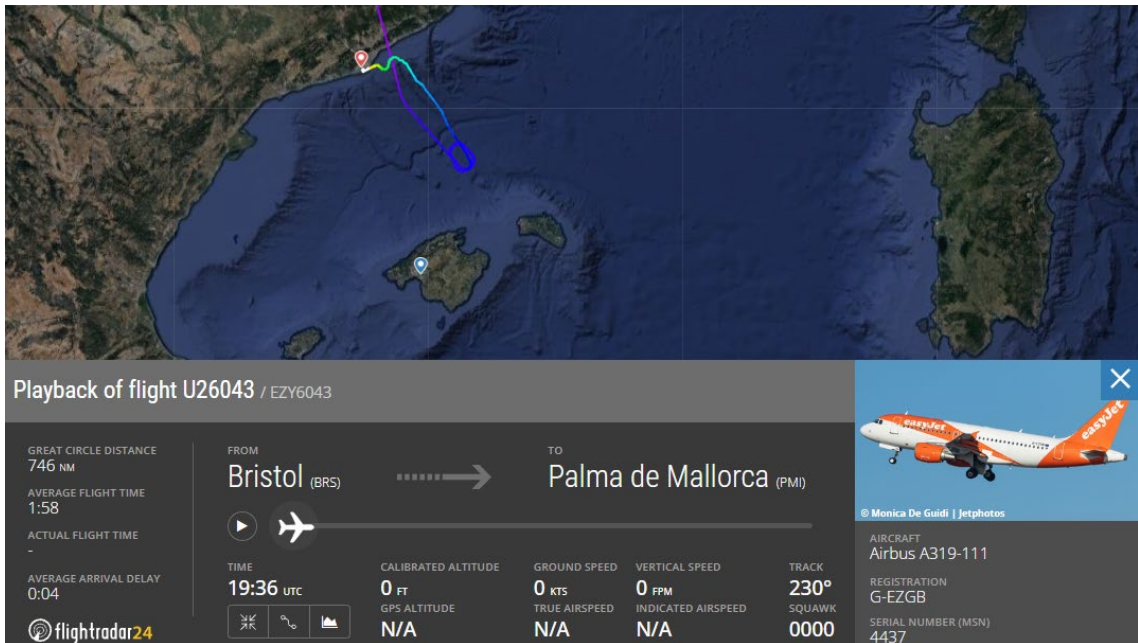 Playback of flight U26043 / EZY6043
GREAT CIRCLE DISTANCE
746 NM
AVERAGE FLIGHT TIME
1:58
ACTUAL FLIGHT TIME
-
AVERAGE ARRIVAL DELAY
0:04
flightradar24
FROM
Bristol (BRS)
TO
Palma de Mallorca (PMI)
TIME
19:36 UTC
CALIBRATED ALTITUDE
0 FT
GPS ALTITUDE
N/A
GROUND SPEED
0 KTS
TRUE AIRSPEED
N/A
VERTICAL SPEED
0 FPM
INDICATED AIRSPEED
N/A
TRACK
230°
SQUAWK
0000
easyJet
easyJet
© Monica De Guidi | Jetphotos
AIRCRAFT
Airbus A319-111
REGISTRATION
G-EZGB
SERIAL NUMBER (MSN)
4437